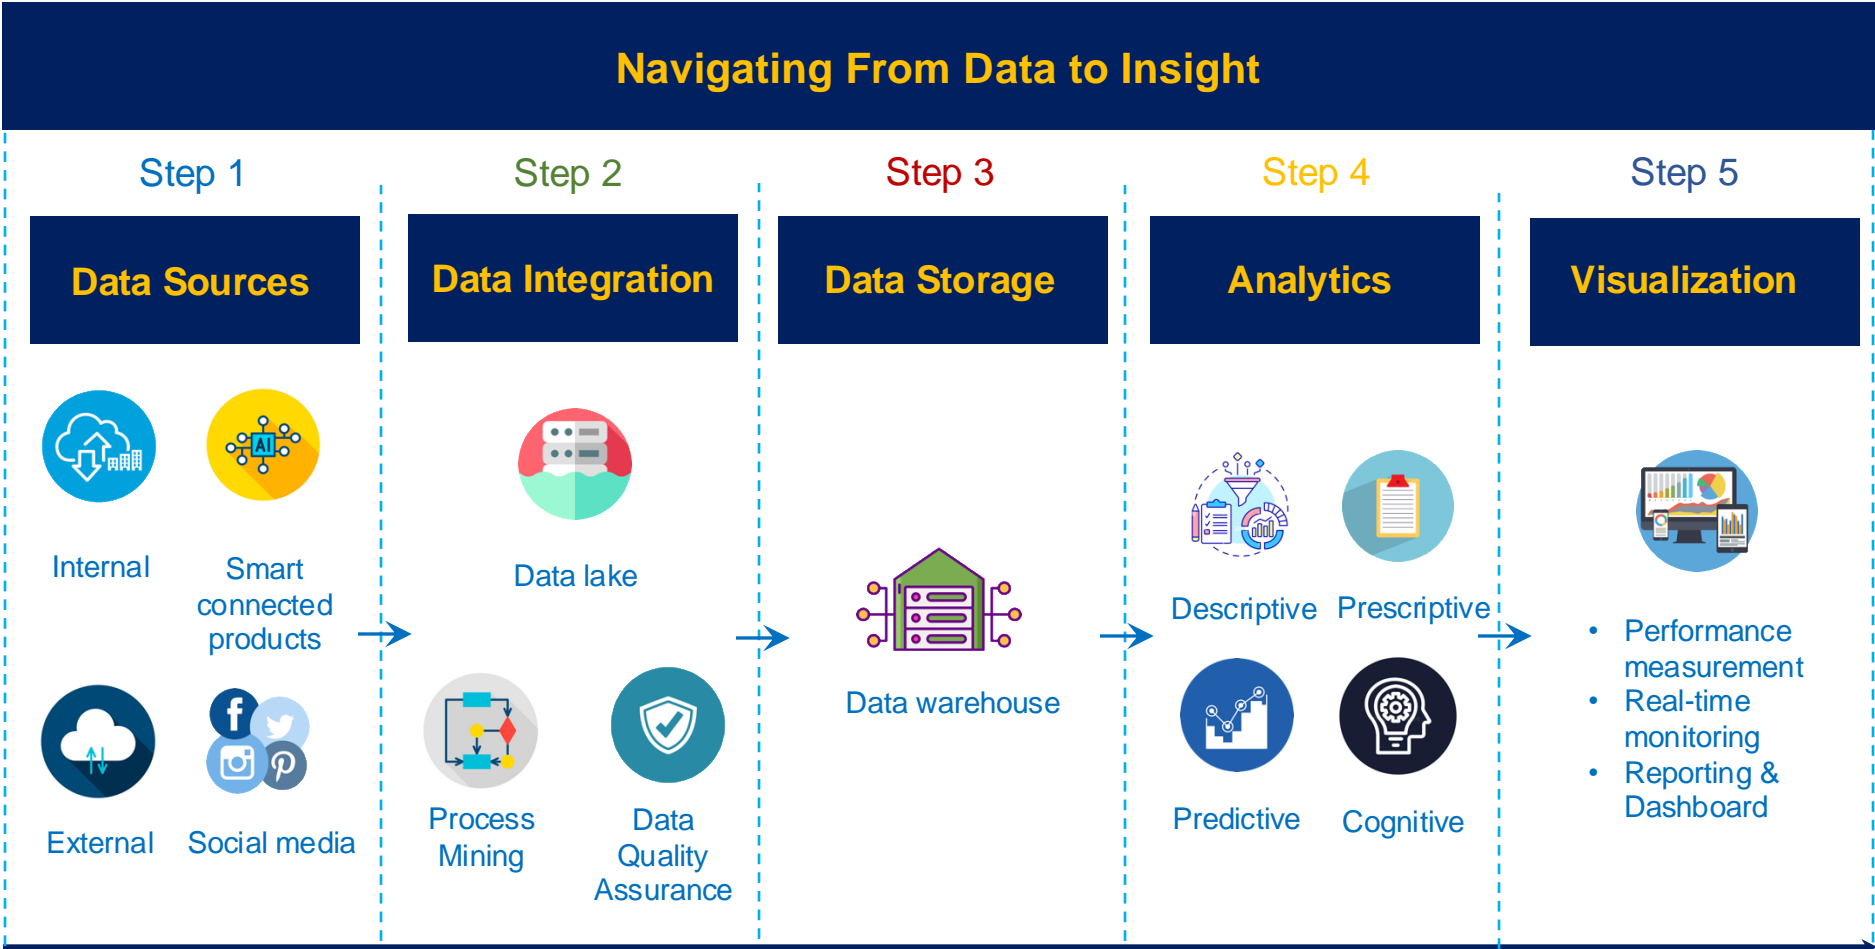 Navigating From Data to Insight
Step 1
Step 2
Step 3
Step 4
Step 5
Data Sources
Data Integration
Data Storage
Analytics
Visualization
AI
Internal
Smart
connected
products
External
Social media
Data lake
Process
Mining
Data
Quality
Assurance
Data warehouse
Descriptive
Prescriptive
Predictive
Cognitive
• Performance
measurement
• Real-time
monitoring
• Reporting &
Dashboard